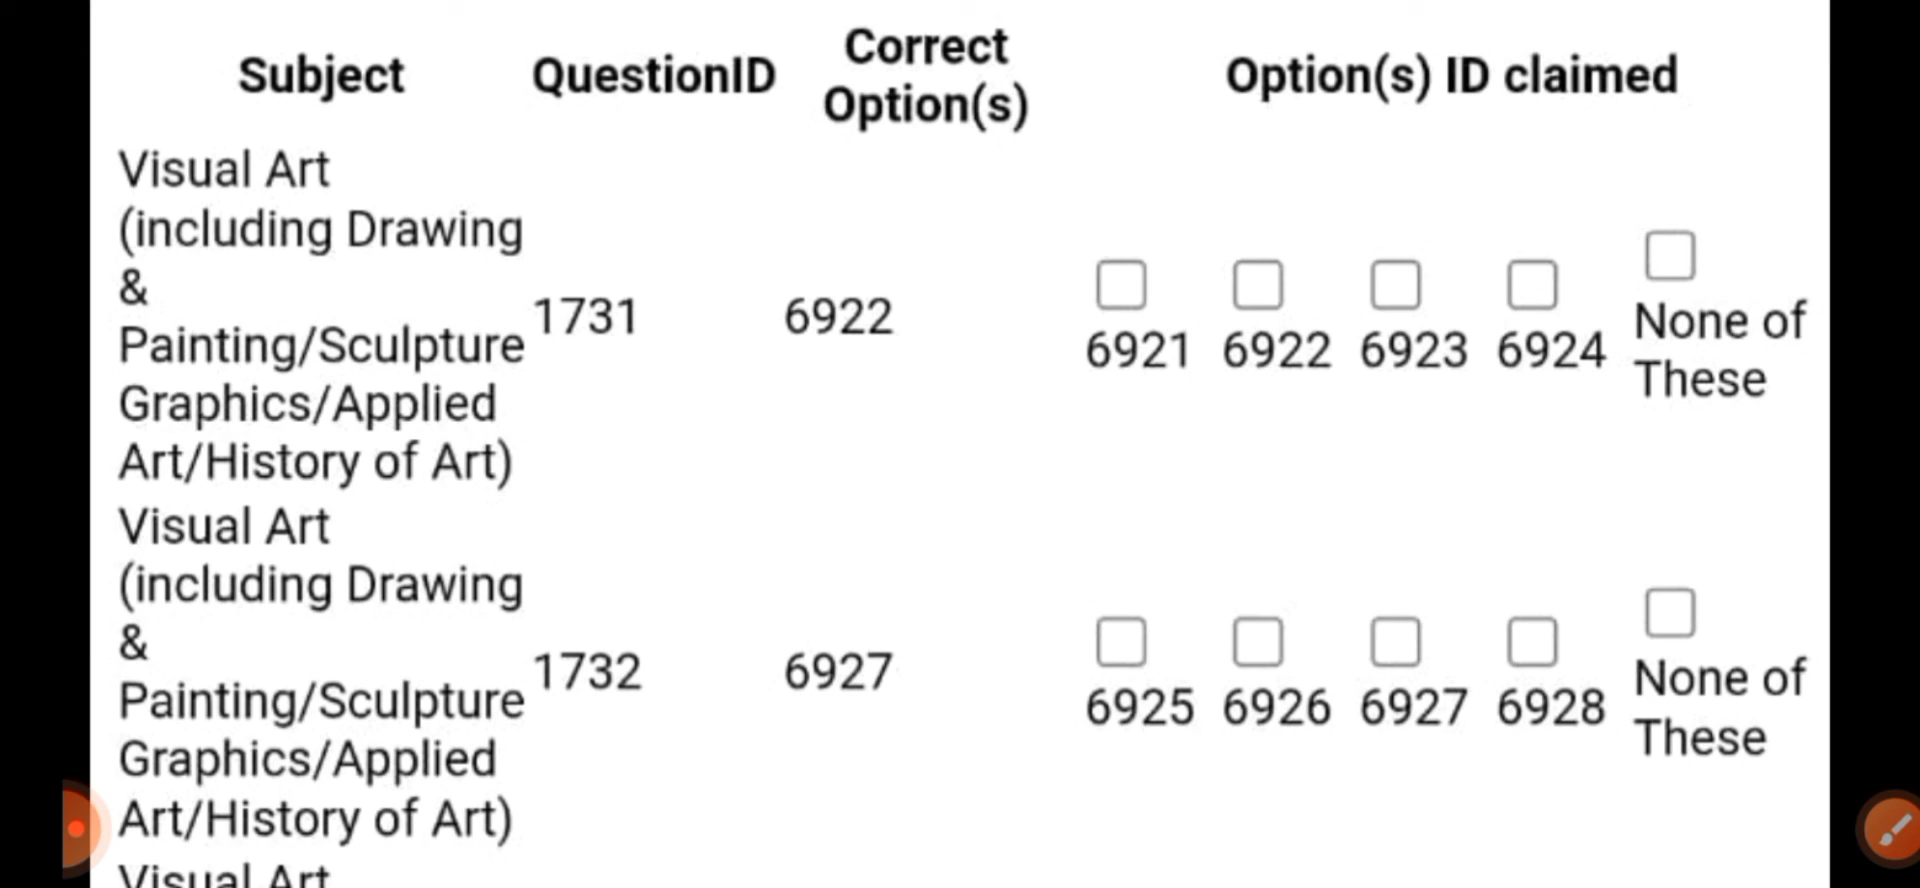 Subject QuestionID Correct Option(s) Option(s) ID claimed
Visual Art
(including Drawing
&
Painting/Sculpture
Graphics/Applied
Art/History of Art)
1731 6922
6921 6922 6923 6924 None of
These
Visual Art
(including Drawing
&
Painting/Sculpture
Graphics/Applied
Art/History of Art)
1732 6927
6925 6926 6927 6928 None of
These
Visual Art